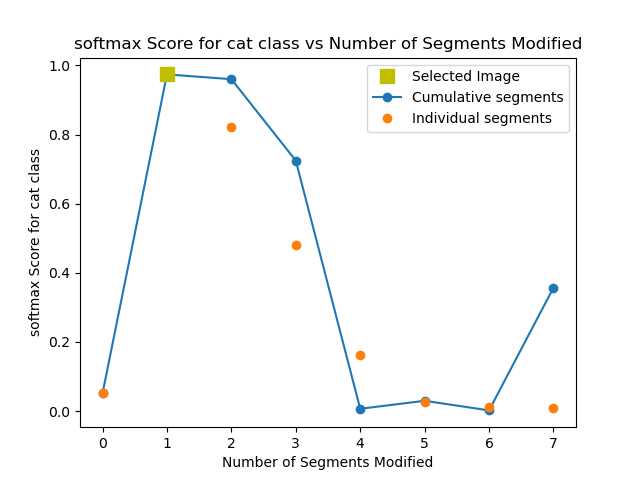 softmax Score for cat class vs Number of Segments Modified
Selected Image
Cumulative segments
Individual segments
softmax Score for cat class
1.0
0.8
0.6
0.4
0.2
0.0
0 1 2 3 4 5 6 7
Number of Segments Modified